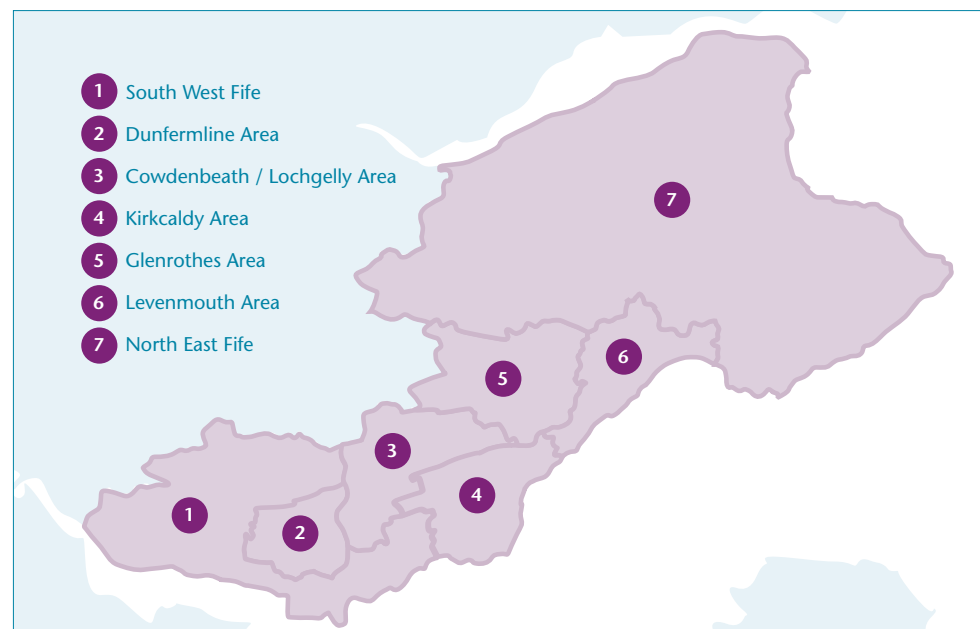 1 South West Fife
2 Dunfermline Area
3 Cowdenbeath / Lochgelly Area
4 Kirkcaldy Area
5 Glenrothes Area
6 Levenmouth Area
7 North East Fife
7
6
5
3
4
1
2